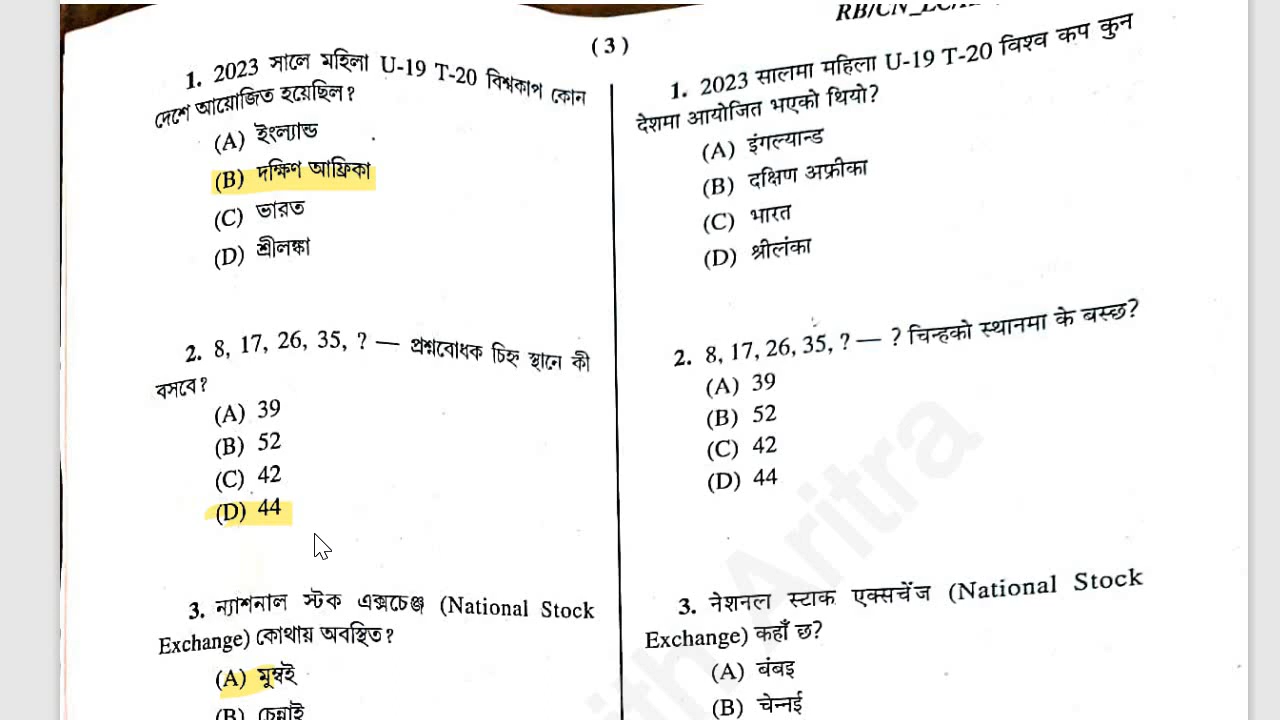 ( 3 )
1. 2023 সালে মহিলা U-19 T-20 বিশ্বকাপ কোন
দেশে আয়োজিত হয়েছিল?
(A) ইংল্যান্ড
(B) দক্ষিণ আফ্রিকা
(C) ভারত
(D) শ্রীলঙ্কা
2. 8, 17, 26, 35, ? — প্রশ্নবোধক চিহ্ন স্থানে কী
বসবে?
(A) 39
(B) 52
(C) 42
(D) 44
3. ন্যাশনাল স্টক এক্সচেঞ্জ (National Stock
Exchange) কোথায় অবস্থিত?
(A) মুম্বই
(B) চেন্নাই
1. 2023 सालमा महिला U-19 T-20 विश्व कप कुन
देशमा आयोजित भएको थियो?
(A) इंगल्यान्ड
(B) दक्षिण अफ्रीका
(C) भारत
(D) श्रीलंका
2. 8, 17, 26, 35, ? — ? चिन्हको स्थानमा के बस्छ?
(A) 39
(B) 52
(C) 42
(D) 44
3. नेशनल स्टाक एक्सचेंज (National Stock
Exchange) कहाँ छ?
(A) बंबइ
(B) चेन्नई
Aritra